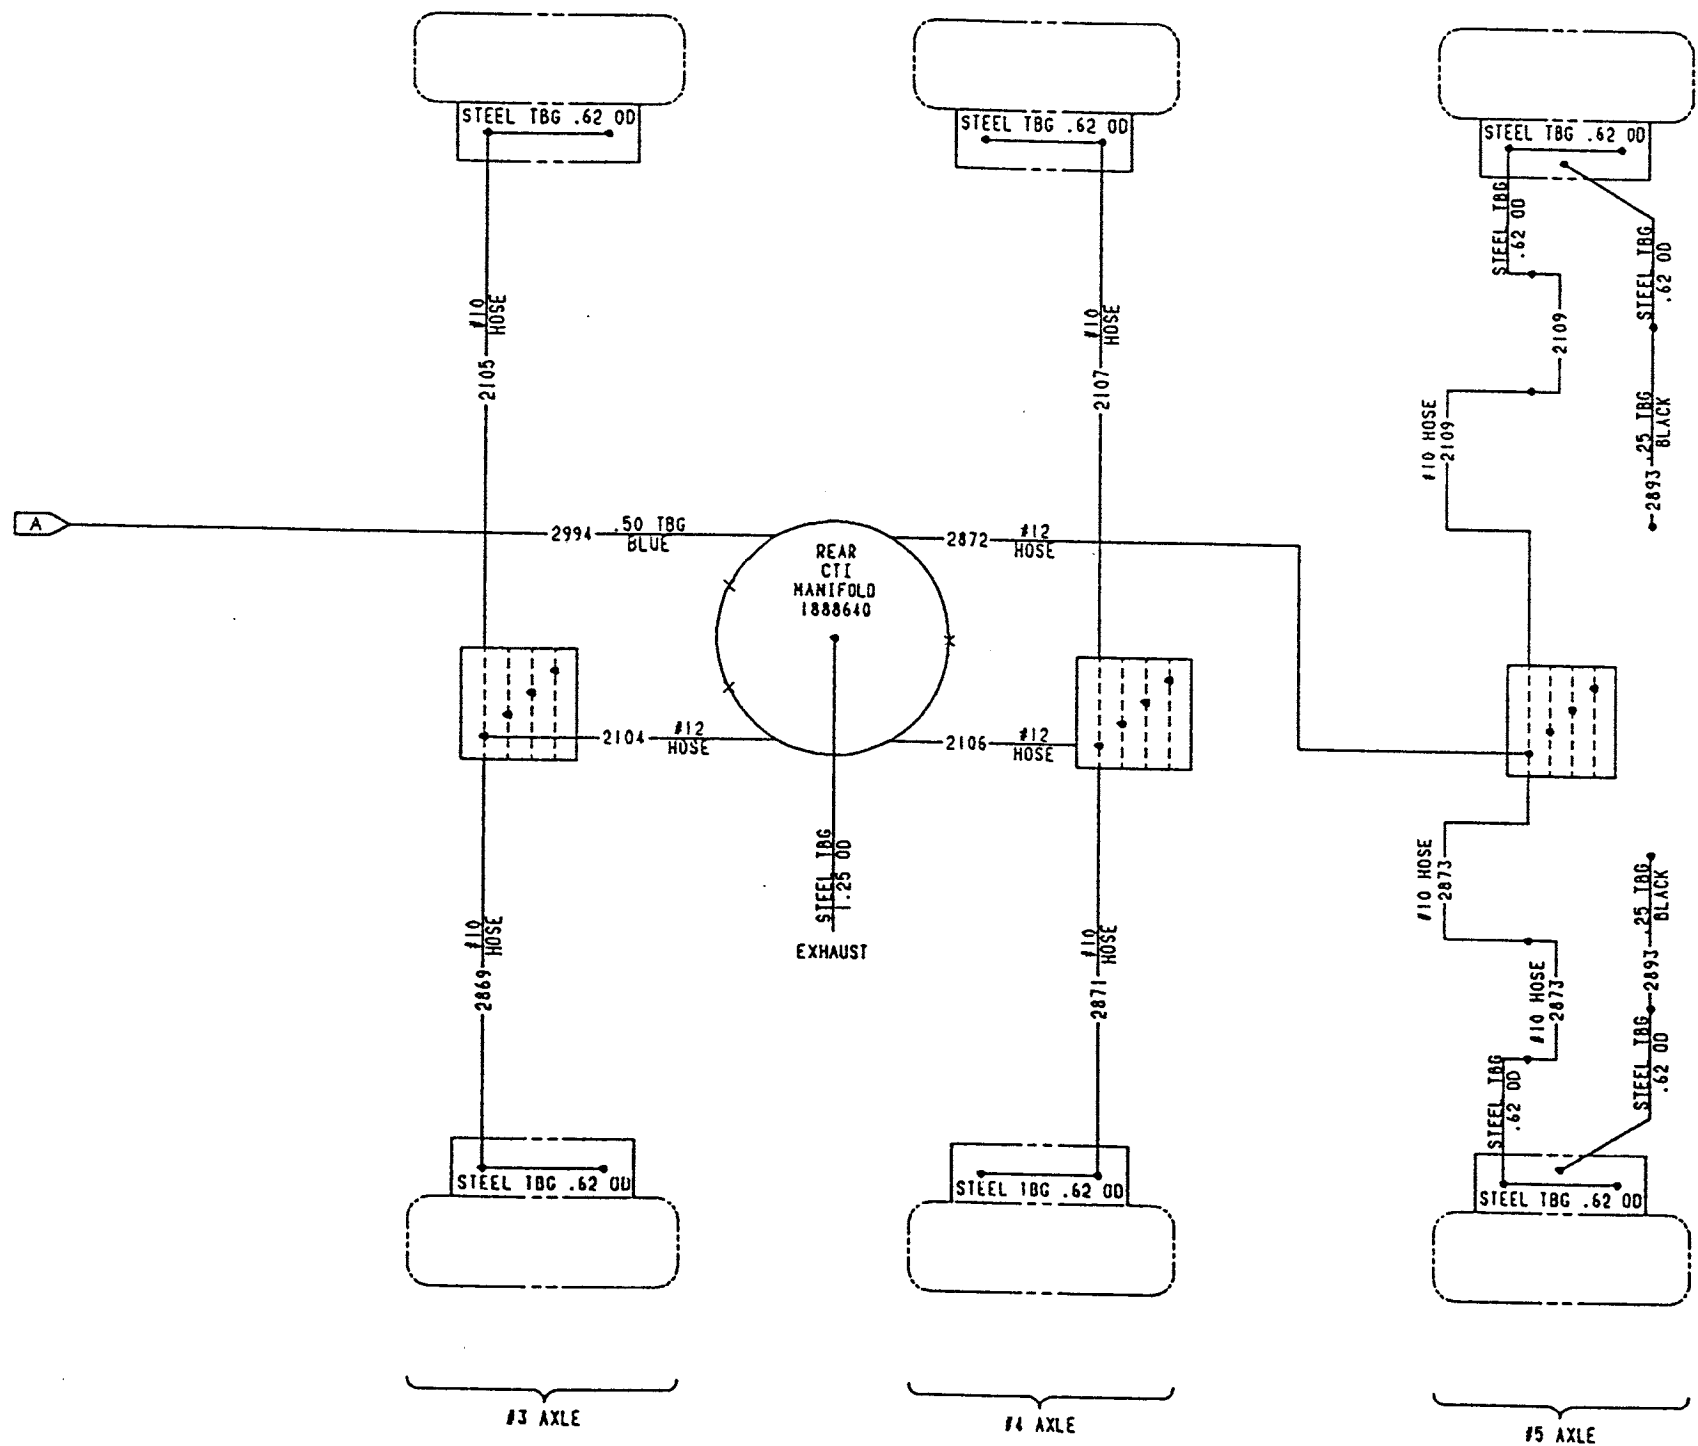 STEEL TBG .62 OD
STEEL TBG .62 OD
STEEL TBG .62 OD
STEEL TBG
.62 OD
STEEL TBG
.62 OD
#10
HOSE
2105
#10
HOSE
2107
2109
#10 HOSE
2109
.25 TBG
BLACK
2893
A
2994
.50 TBG
BLUE
REAR
CTI
MANIFOLD
1888640
2872
#12
HOSE
2104
#12
HOSE
2106
#12
HOSE
STEEL TBG
1.25 OD
EXHAUST
#10
HOSE
2869
#10
HOSE
2871
#10 HOSE
2873
#10 HOSE
2873
.25 TBG
BLACK
2893
STEEL TBG
.62 OD
STEEL TBG
.62 OD
STEEL TBG .62 OD
STEEL TBG .62 OD
STEEL TBG .62 OD
#3 AXLE
#4 AXLE
#5 AXLE